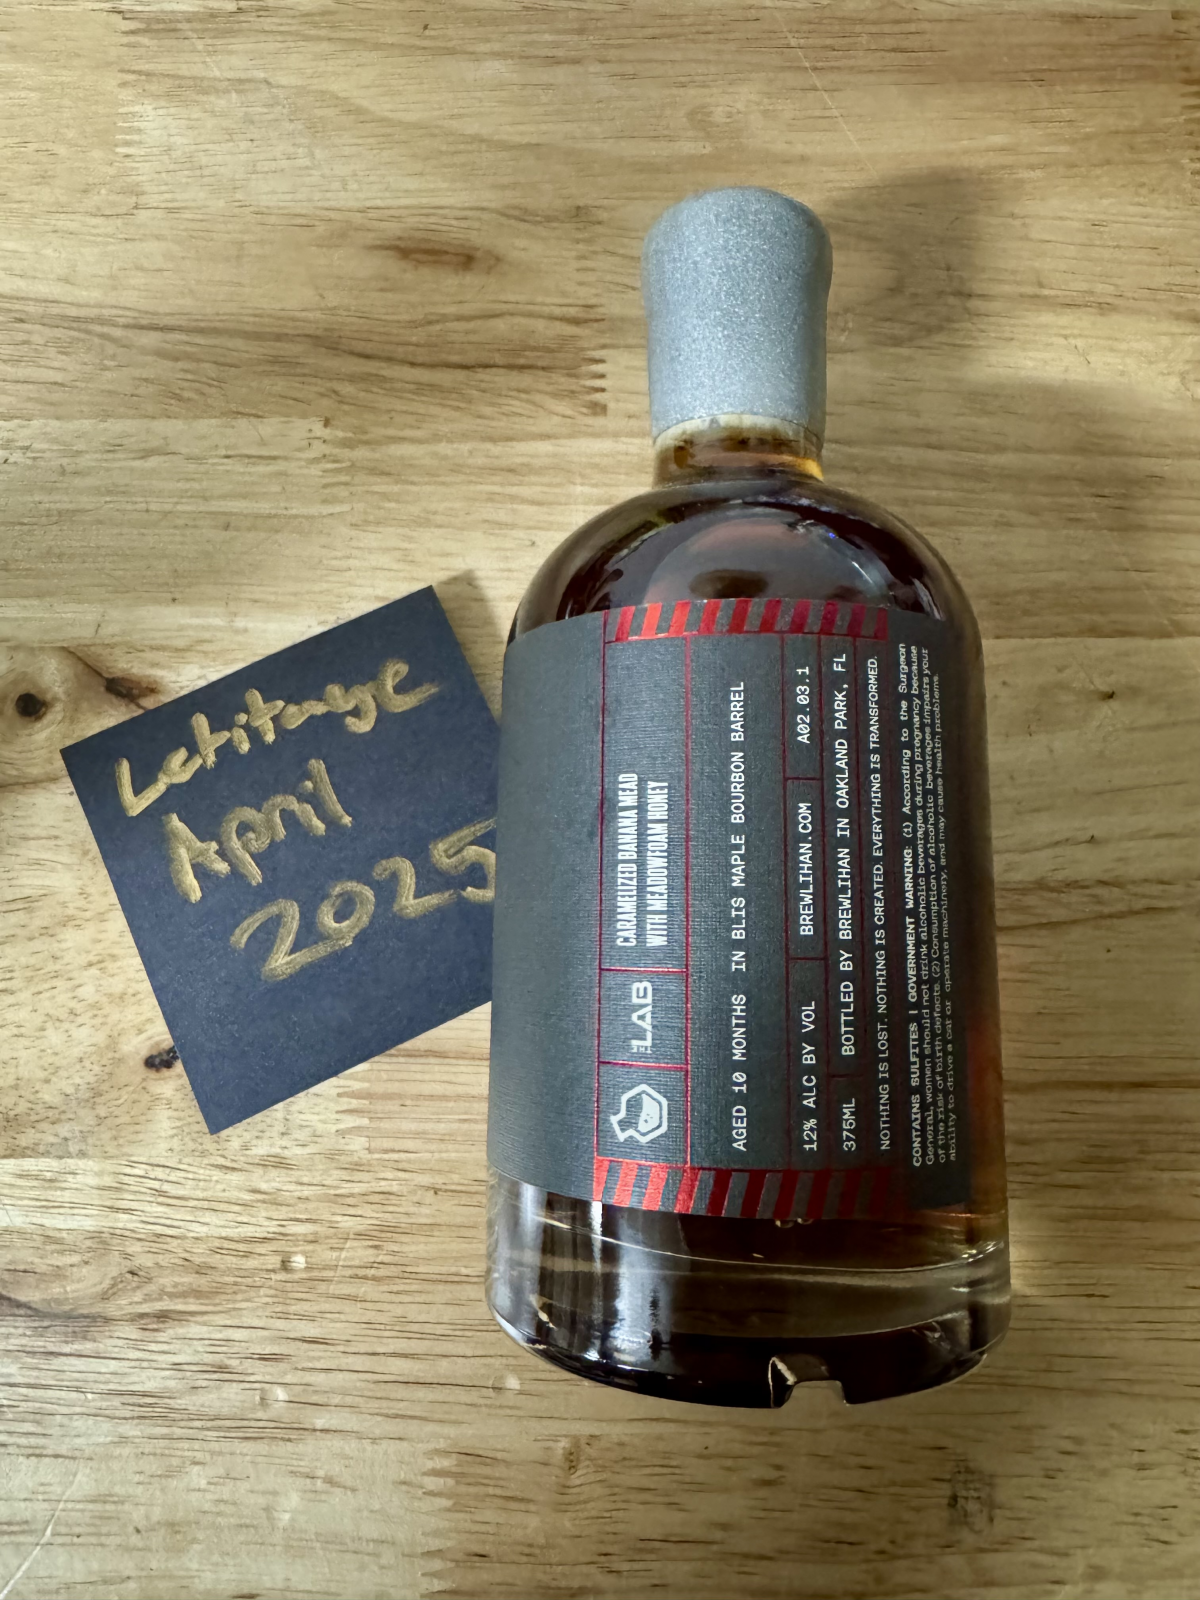 Letitage
April
2025
THE LAB
CARAMELIZED BANANA MEAD
WITH MEADOWFOAM HONEY
AGED 10 MONTHS IN BLIS MAPLE BOURBON BARREL
12% ALC BY VOL
BREWLIHAN.COM
A02.03.1
375ML
BOTTLED BY BREWLIHAN IN OAKLAND PARK, FL
NOTHING IS LOST. NOTHING IS CREATED. EVERYTHING IS TRANSFORMED.
CONTAINS SULFITES | GOVERNMENT WARNING: (1) According to the Surgeon
General, women should not drink alcoholic beverages during pregnancy because
of the risk of birth defects. (2) Consumption of alcoholic beverages impairs your
ability to drive a car or operate machinery, and may cause health problems.